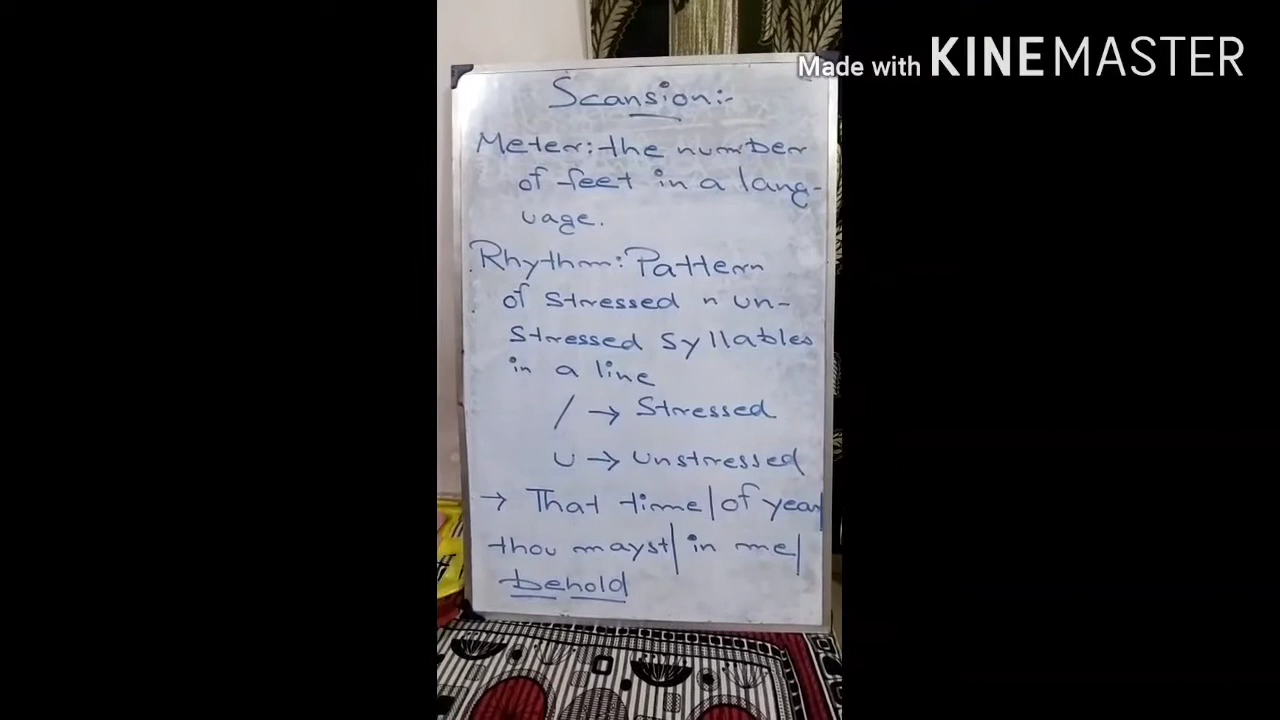 Made with KINEMASTER
Scansion:-
Meter: the number
of feet in a lang-
uage.
Rhythm: Pattern
of stressed n un-
stressed syllables
in a line
/ → Stressed
U → unstressed
→ That time/of year/
thou mayst/in me/
behold